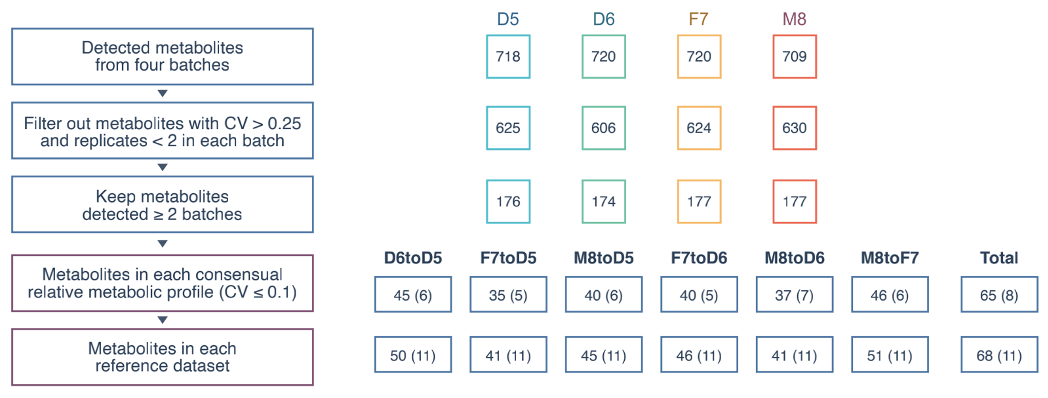 D5 D6 F7 M8
Detected metabolites
from four batches
718 720 720 709
Filter out metabolites with CV > 0.25
and replicates < 2 in each batch
625 606 624 630
Keep metabolites
detected ≥ 2 batches
176 174 177 177
D6toD5 F7toD5 M8toD5 F7toD6 M8toD6 M8toF7 Total
Metabolites in each consensual
relative metabolic profile (CV ≤ 0.1)
45 (6) 35 (5) 40 (6) 40 (5) 37 (7) 46 (6) 65 (8)
Metabolites in each
reference dataset
50 (11) 41 (11) 45 (11) 46 (11) 41 (11) 51 (11) 68 (11)